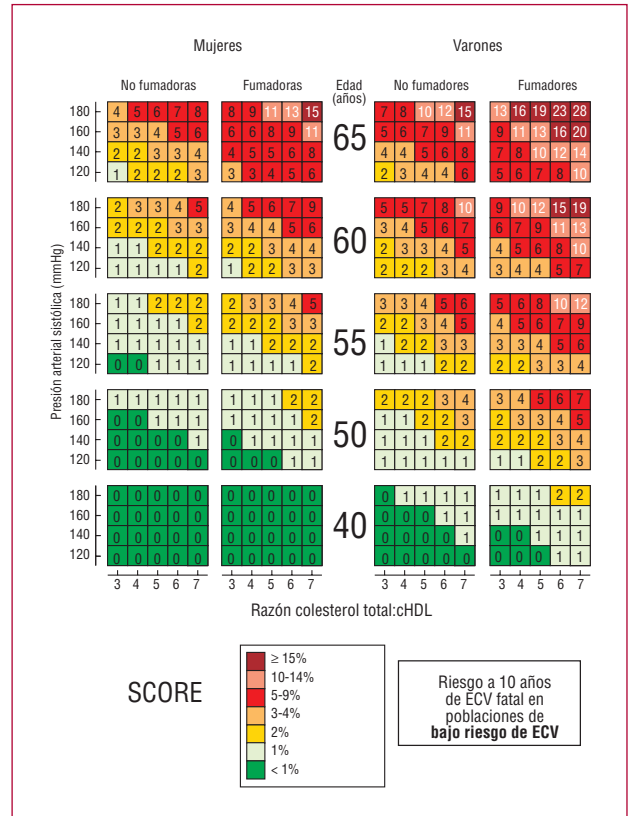 Mujeres Varones
No fumadoras Fumadoras Edad (años) No fumadores Fumadores
Presión arterial sistólica (mmHg)
65
180 4 5 6 7 8 8 9 11 13 15 7 8 10 12 15 13 16 19 23 28
160 3 3 4 5 6 6 6 8 9 11 5 6 7 9 11 9 11 13 16 20
140 2 2 3 3 4 4 5 5 6 8 4 4 5 6 8 7 8 10 12 14
120 1 2 2 2 3 3 3 4 5 6 2 3 4 4 6 5 6 7 8 10
60
180 2 3 3 4 5 4 5 6 7 9 5 5 7 8 10 9 10 12 15 19
160 2 2 2 3 3 3 4 4 5 6 3 4 5 6 7 6 7 9 11 13
140 1 1 2 2 2 2 2 3 4 4 2 3 3 4 5 4 5 6 8 10
120 1 1 1 1 2 1 2 2 3 3 2 2 2 3 4 3 4 4 5 7
55
180 1 1 2 2 2 2 3 3 4 5 3 3 4 5 6 5 6 8 10 12
160 1 1 1 1 2 2 2 2 3 3 2 2 3 4 5 4 5 6 7 9
140 1 1 1 1 1 1 1 2 2 2 1 2 2 3 3 3 3 4 5 6
120 0 0 1 1 1 1 1 1 1 2 1 1 1 2 2 2 2 3 3 4
50
180 1 1 1 1 1 1 1 1 2 2 2 2 2 3 4 3 4 5 6 7
160 0 0 1 1 1 1 1 1 1 2 1 1 2 2 3 2 3 3 4 5
140 0 0 0 0 1 0 1 1 1 1 1 1 1 2 2 2 2 2 3 4
120 0 0 0 0 0 0 0 0 1 1 1 1 1 1 1 1 1 2 2 3
40
180 0 0 0 0 0 0 0 0 0 0 0 1 1 1 1 1 1 1 2 2
160 0 0 0 0 0 0 0 0 0 0 0 0 0 1 1 1 1 1 1 1
140 0 0 0 0 0 0 0 0 0 0 0 0 0 0 1 0 0 1 1 1
120 0 0 0 0 0 0 0 0 0 0 0 0 0 0 0 0 0 0 1 1
3 4 5 6 7 3 4 5 6 7 3 4 5 6 7 3 4 5 6 7
Razón colesterol total:cHDL
SCORE
≥ 15%
10-14%
5-9%
3-4%
2%
1%
< 1%
Riesgo a 10 años
de ECV fatal en
poblaciones de
bajo riesgo de ECV